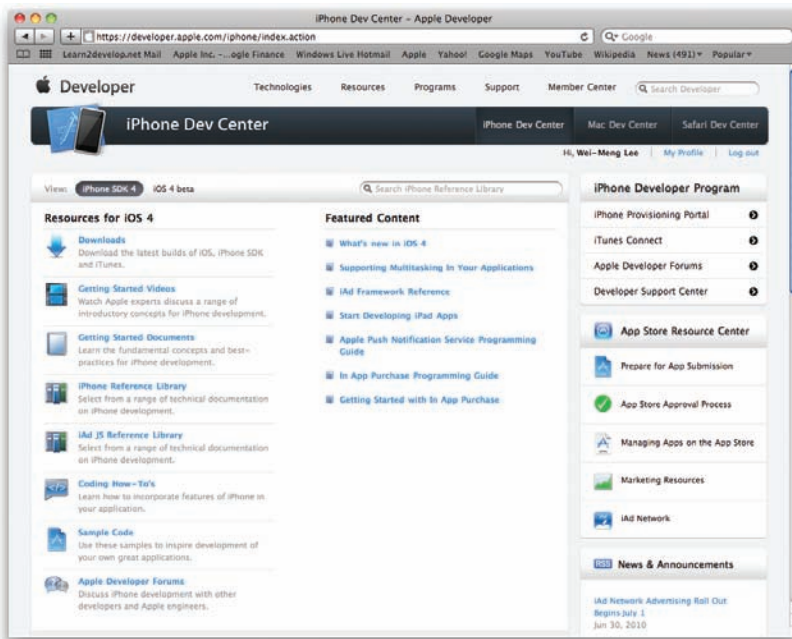 iPhone Dev Center – Apple Developer
https://developer.apple.com/iphone/index.action
Google
Learn2develop.net Mail Apple Inc. –...ogle Finance Windows Live Hotmail Apple Yahoo! Google Maps YouTube Wikipedia News (491) Popular
Developer
Technologies Resources Programs Support Member Center Search Developer
iPhone Dev Center
iPhone Dev Center Mac Dev Center Safari Dev Center
Hi, Wei-Meng Lee | My Profile | Log out
View: iPhone SDK 4 iOS 4 beta
Search iPhone Reference Library
Resources for iOS 4
Downloads
Download the latest builds of iOS, iPhone SDK
and iTunes.
Getting Started Videos
Watch Apple experts discuss a range of
introductory concepts for iPhone development.
Getting Started Documents
Learn the fundamental concepts and best-
practices for iPhone development.
iPhone Reference Library
Select from a range of technical documentation
on iPhone development.
iAd JS Reference Library
Select from a range of technical documentation
on iPhone development.
Coding How-To's
Learn how to incorporate features of iPhone in
your application.
Sample Code
Use these samples to inspire development of
your own great applications.
Apple Developer Forums
Discuss iPhone development with other
developers and Apple engineers.
Featured Content
What's new in iOS 4
Supporting Multitasking In Your Applications
iAd Framework Reference
Start Developing iPad Apps
Apple Push Notification Service Programming
Guide
In App Purchase Programming Guide
Getting Started with In App Purchase
iPhone Developer Program
iPhone Provisioning Portal
iTunes Connect
Apple Developer Forums
Developer Support Center
App Store Resource Center
Prepare for App Submission
App Store Approval Process
Managing Apps on the App Store
Marketing Resources
iAd Network
RSS News & Announcements
iAd Network Advertising Roll Out
Begins July 1
Jun 30, 2010